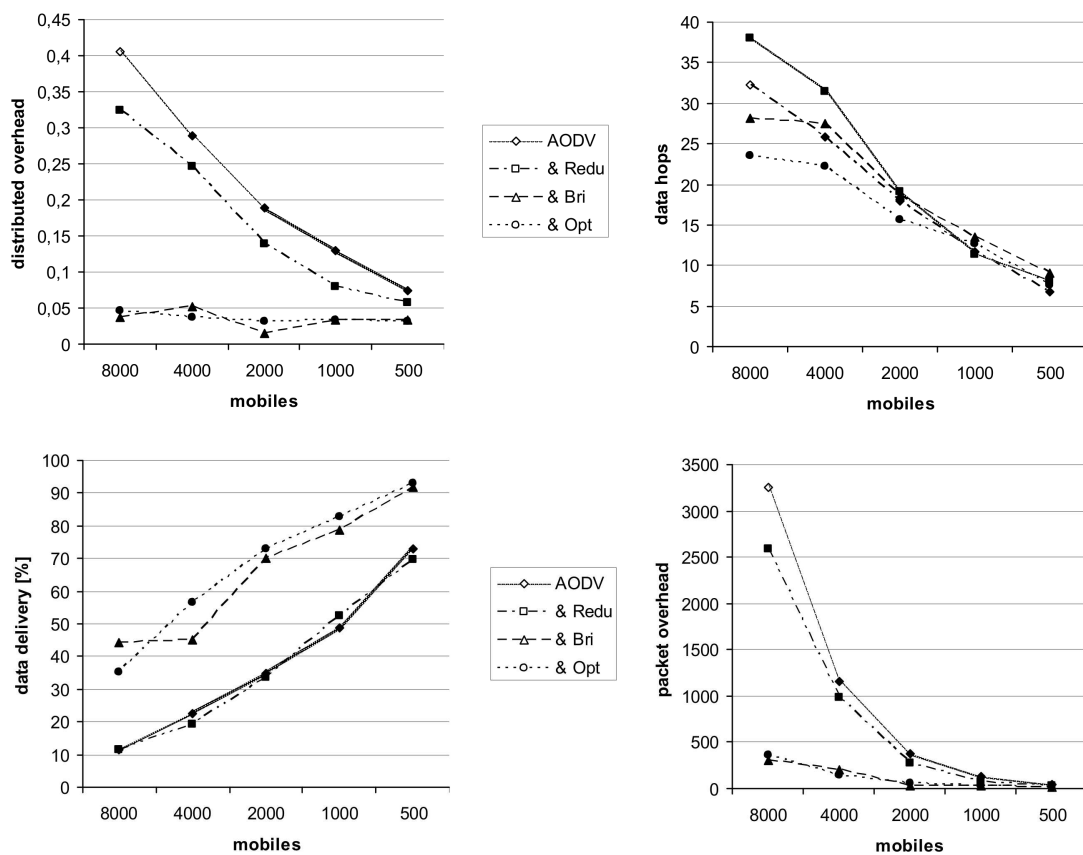 0,45
0,4
0,35
0,3
0,25
0,2
0,15
0,1
0,05
0
distributed overhead
8000 4000 2000 1000 500
mobiles
AODV
& Redu
& Bri
& Opt
40
35
30
25
20
15
10
5
0
data hops
8000 4000 2000 1000 500
mobiles
100
90
80
70
60
50
40
30
20
10
0
data delivery [%]
8000 4000 2000 1000 500
mobiles
AODV
& Redu
& Bri
& Opt
3500
3000
2500
2000
1500
1000
500
0
packet overhead
8000 4000 2000 1000 500
mobiles